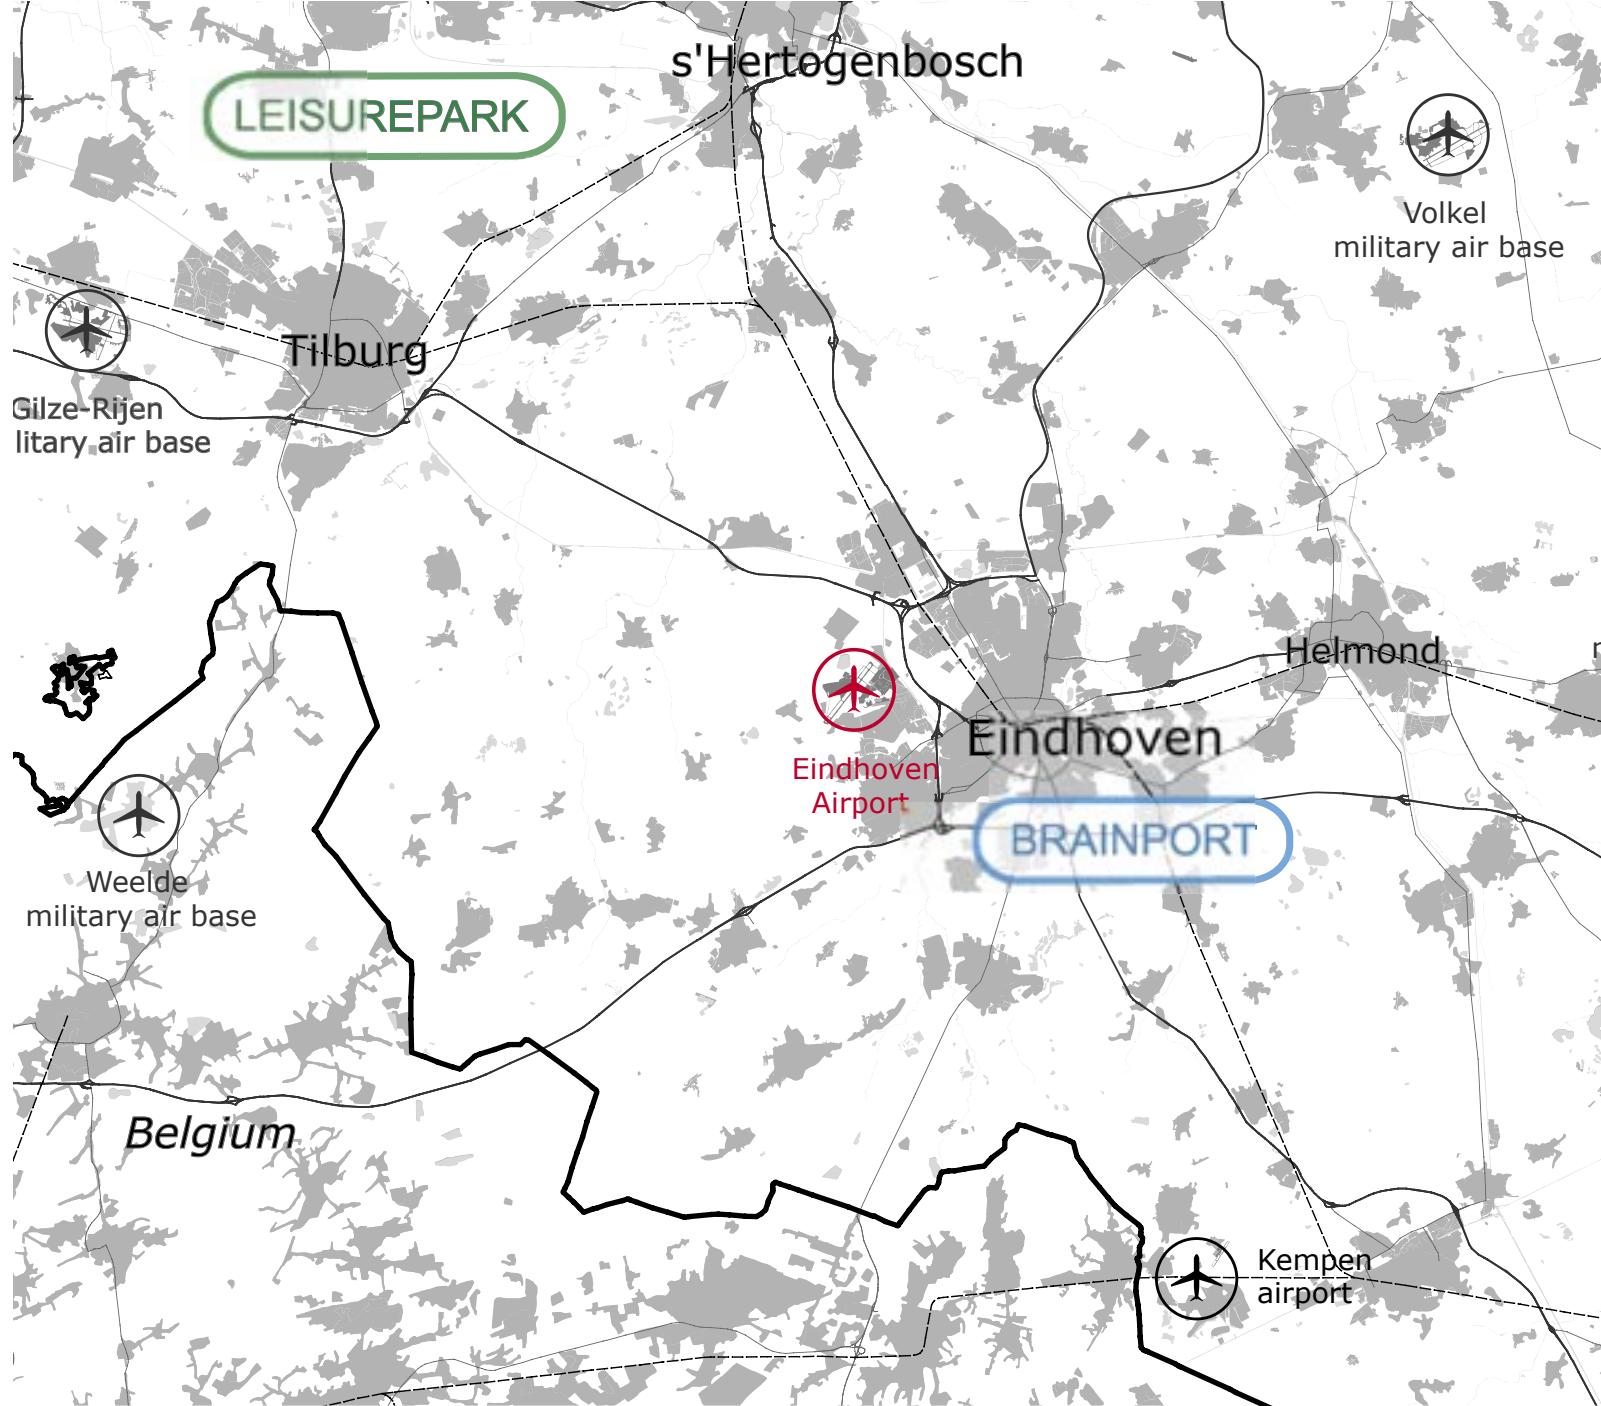 s'Hertogenbosch
LEISUREPARK
Volkel
military air base
Tilburg
Gilze-Rijen
litary air base
Helmond
Eindhoven
Eindhoven
Airport
BRAINPORT
Weelde
military air base
Belgium
Kempen
airport